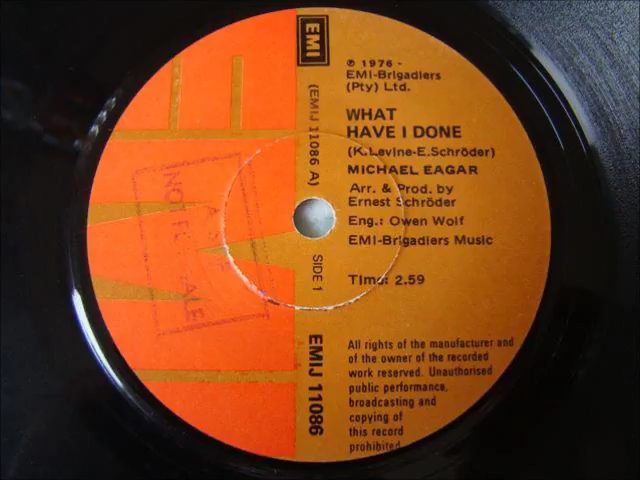 EMI
℗ 1976 -
EMI-Brigadiers
(Pty) Ltd.
(EMIJ 11086 A)
WHAT
HAVE I DONE
(K.Levine-E.Schröder)
MICHAEL EAGAR
Arr. & Prod. by
Ernest Schröder
Eng.: Owen Wolf
EMI-Brigadiers Music
SIDE 1
Time: 2.59
EMIJ 11086
All rights of the manufacturer and
of the owner of the recorded
work reserved. Unauthorised
public performance,
broadcasting and
copying of
this record
prohibited.
NOT SALE